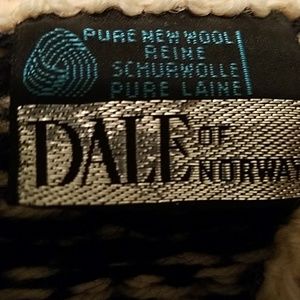 PURE NEW WOOL
REINE
SCHURWOLLE
PURE LAINE
DALE OF
NORWAY